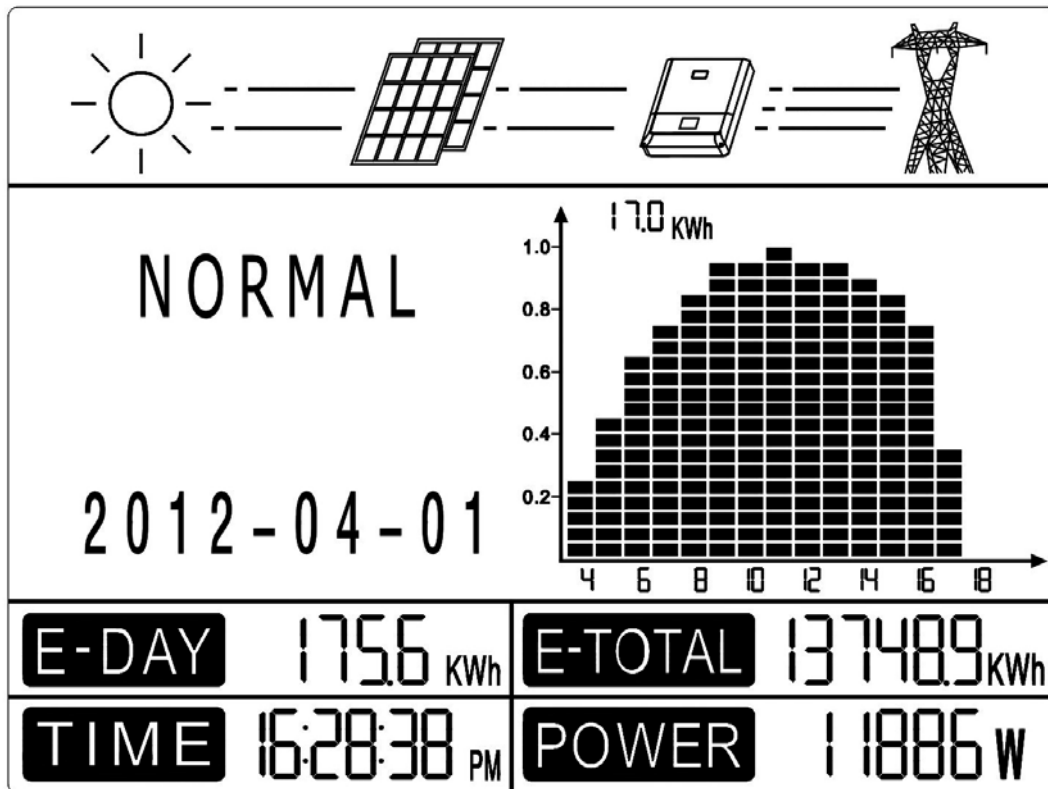 17.0 KWh
1.0
0.8
0.6
0.4
0.2
4 6 8 10 12 14 16 18
NORMAL
2012-04-01
E-DAY 175.6 KWh
E-TOTAL 13748.9 KWh
TIME 16:28:38 PM
POWER 11886 W